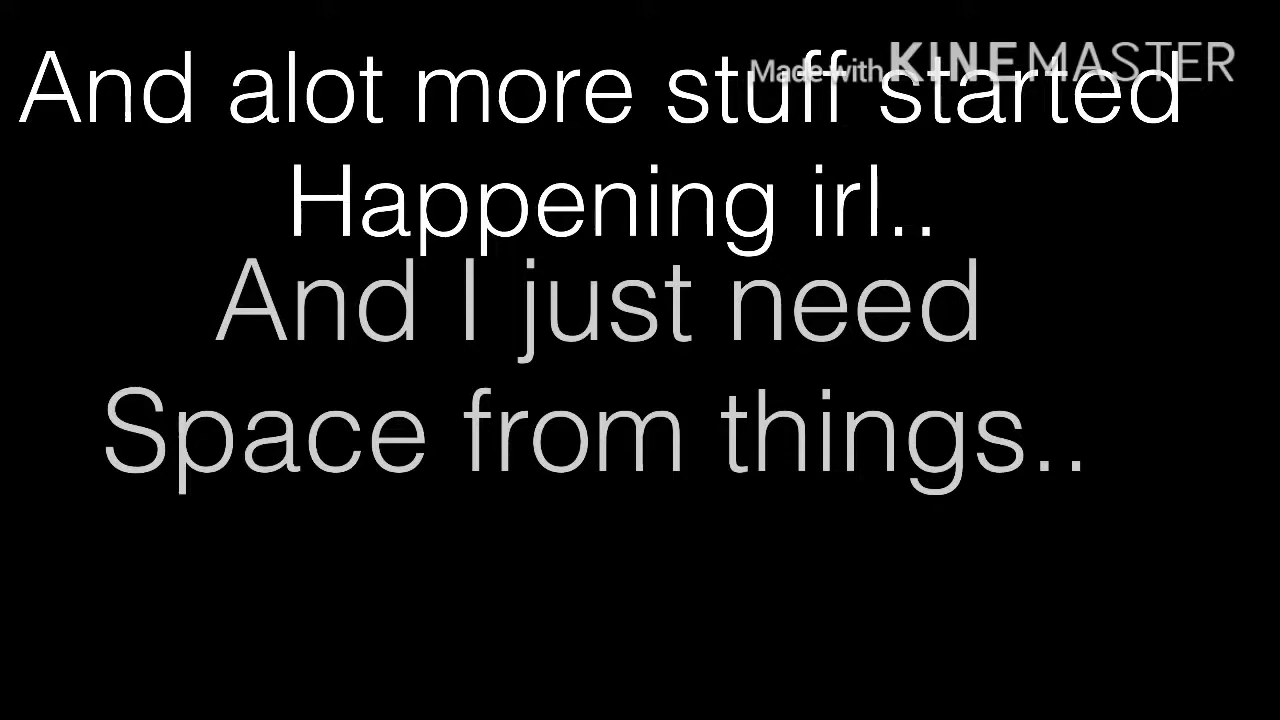 And alot more stuff started
Made with KINEMASTER
Happening irl..
And I just need
Space from things..